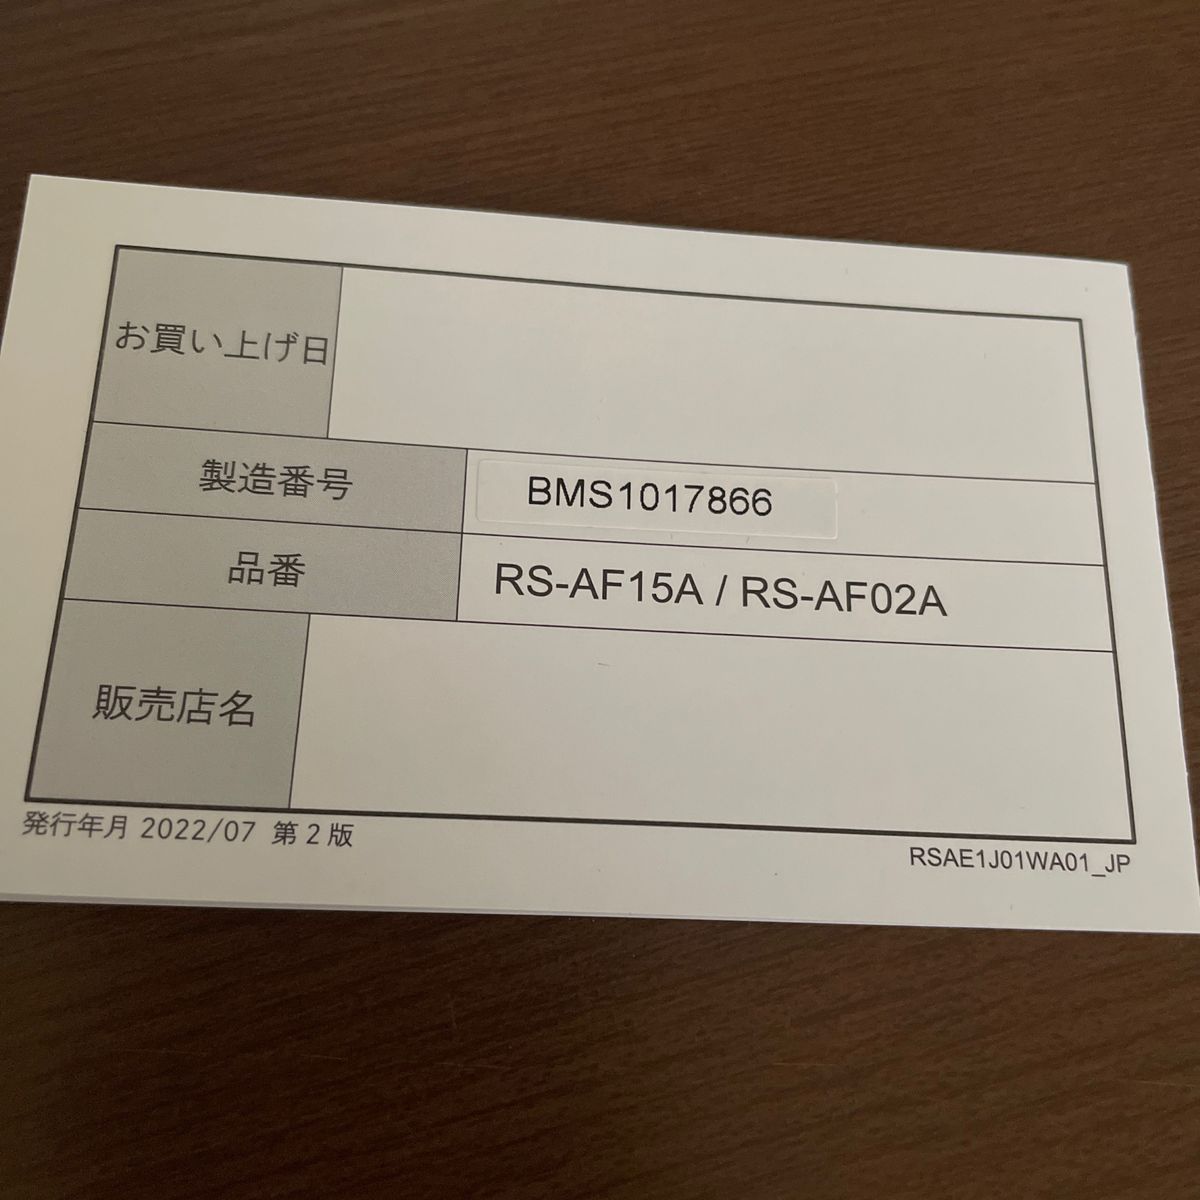 お買い上げ日
製造番号 BMS1017866
品番 RS-AF15A / RS-AF02A
販売店名
発行年月 2022/07 第2版
RSAE1J01WA01_JP